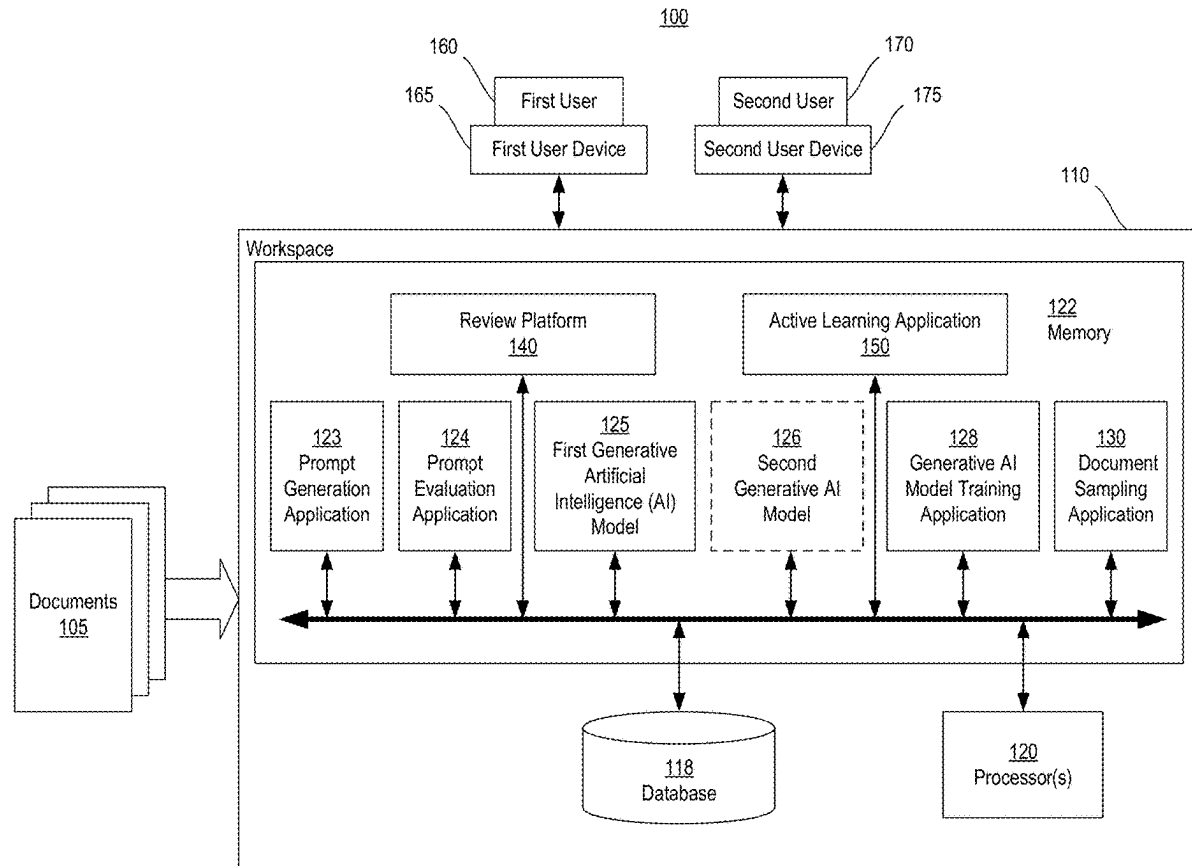 100
160
170
First User
Second User
165
175
First User Device
Second User Device
110
Workspace
Review Platform
140
Active Learning Application
150
122
Memory
123
Prompt
Generation
Application
124
Prompt
Evaluation
Application
125
First Generative
Artificial
Intelligence (AI)
Model
126
Second
Generative AI
Model
128
Generative AI
Model Training
Application
130
Document
Sampling
Application
Documents
105
118
Database
120
Processor(s)